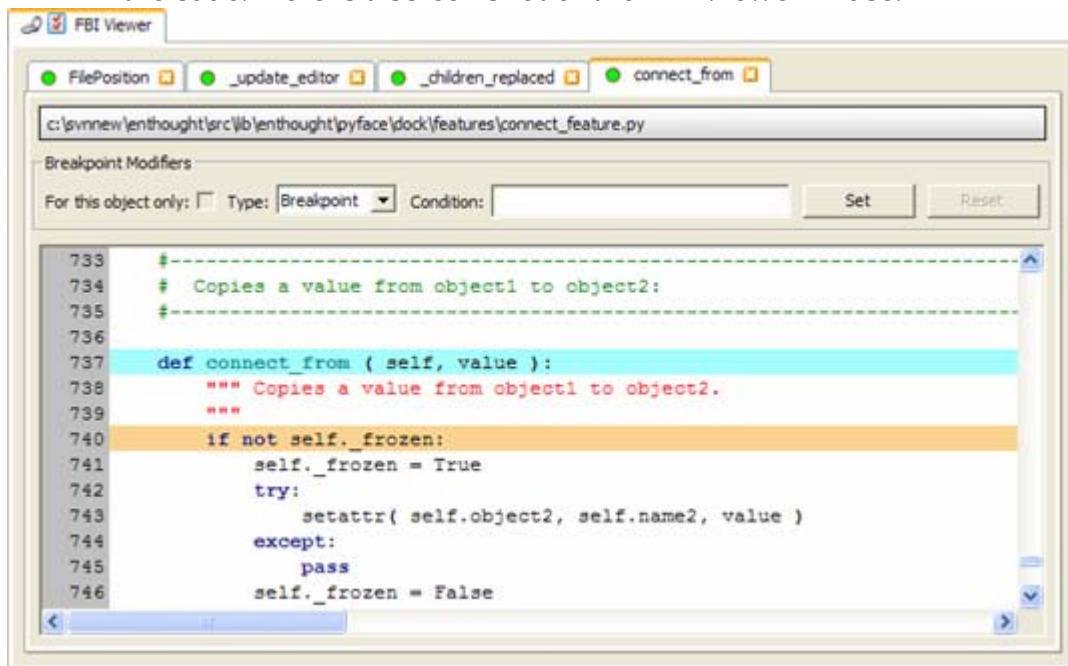 FBI Viewer
FilePosition _update_editor _children_replaced connect_from
c:\svnnew\enthought\src\lib\enthought\pyface\dock\features\connect_feature.py
Breakpoint Modifiers
For this object only: Type: Breakpoint Condition: Set Reset
733 #-----------------------------------------------------------------------
734 #  Copies a value from object1 to object2:
735 #-----------------------------------------------------------------------
736
737 def connect_from ( self, value ):
738 """ Copies a value from object1 to object2.
739 """
740 if not self._frozen:
741 self._frozen = True
742 try:
743 setattr( self.object2, self.name2, value )
744 except:
745 pass
746 self._frozen = False